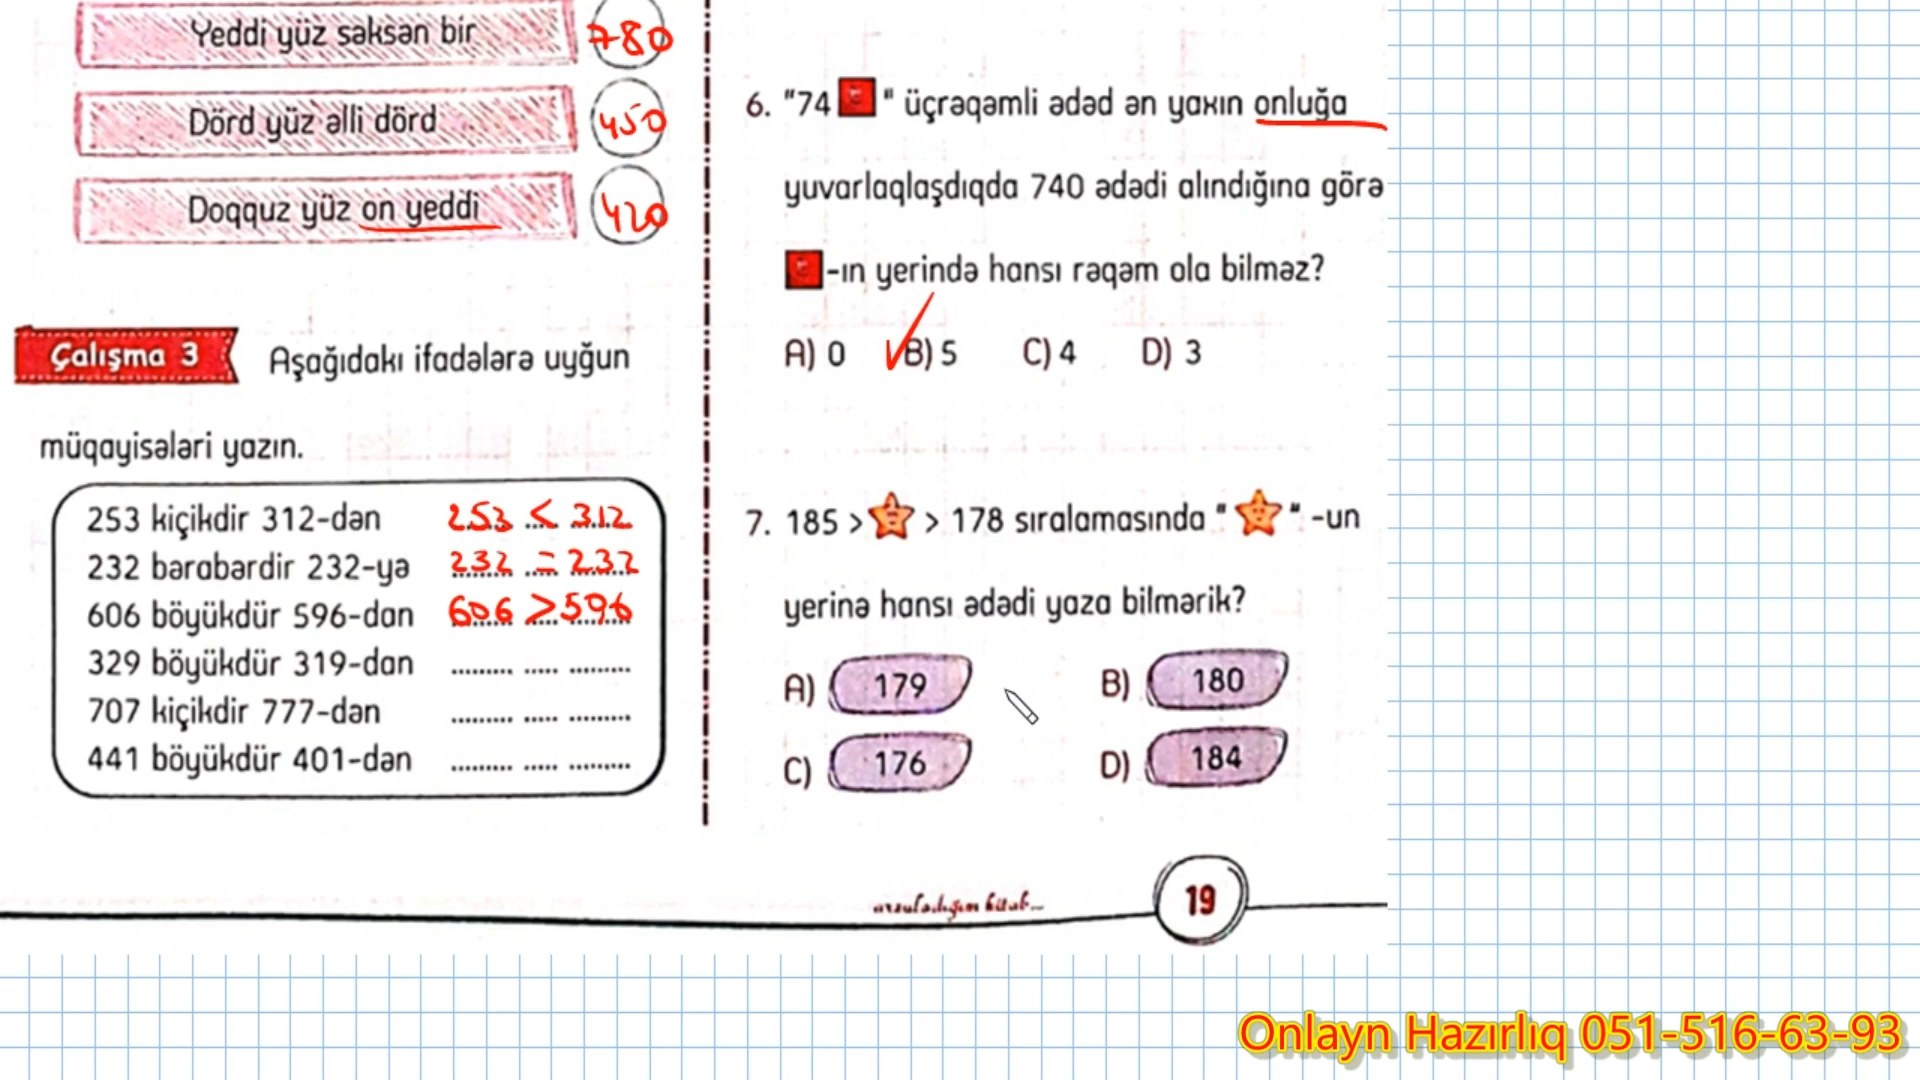 Yeddi yüz səksən bir 780
Dörd yüz əlli dörd 450
Doqquz yüz on yeddi 420
Çalışma 3 Aşağıdakı ifadələrə uyğun
müqayisələri yazın.
253 kiçikdir 312-dən 253 < 312
232 bərabərdir 232-yə 232 = 232
606 böyükdür 596-dan 606 > 596
329 böyükdür 319-dan ......... ..... .........
707 kiçikdir 777-dən ......... ..... .........
441 böyükdür 401-dən ......... ..... .........
6. "74 " üçrəqəmli ədəd ən yaxın onluğa
yuvarlaqlaşdıqda 740 ədədi alındığına görə
-ın yerində hansı rəqəm ola bilməz?
A) 0 B) 5 C) 4 D) 3
7. 185 > > 178 sıralamasında " " -un
yerinə hansı ədədi yaza bilmərik?
A) 179 B) 180
C) 176 D) 184
arzuladığım kitab...
19
Onlayn Hazırlıq 051-516-63-93